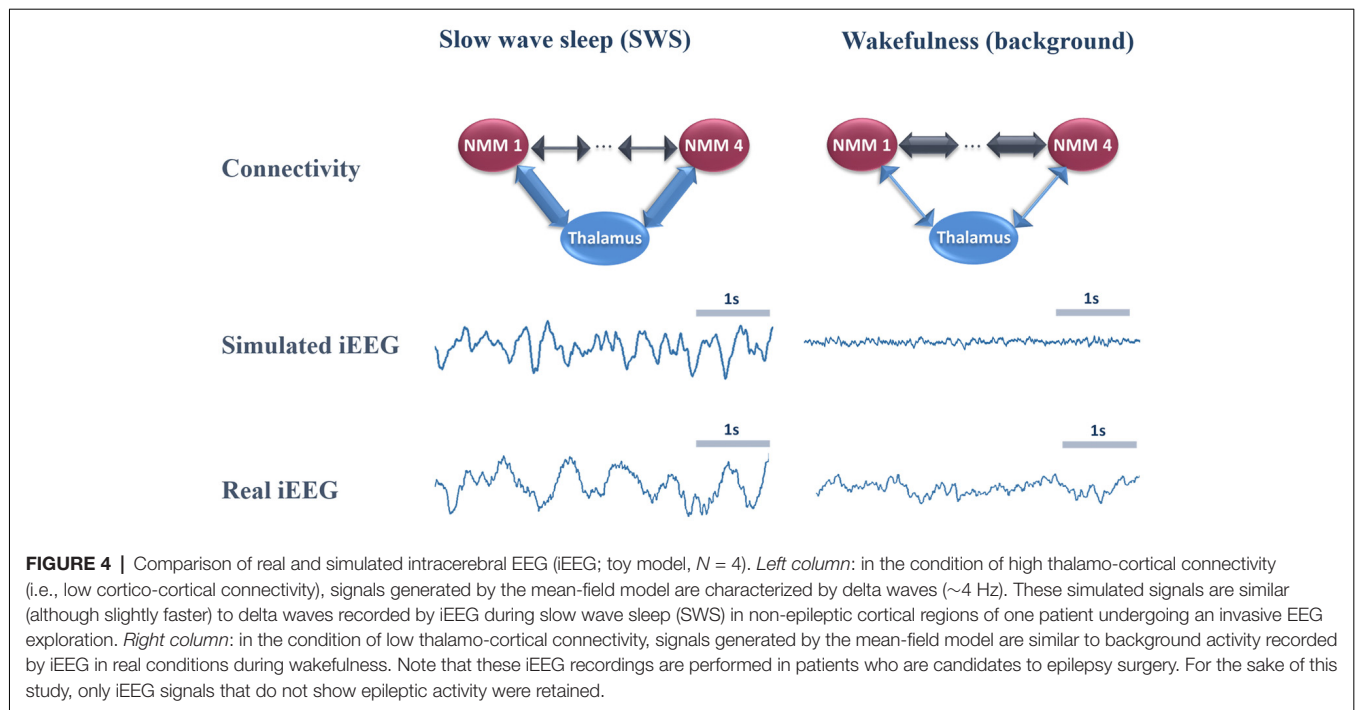 Slow wave sleep (SWS)
Wakefulness (background)
Connectivity
NMM 1
...
NMM 4
Thalamus
NMM 1
...
NMM 4
Thalamus
Simulated iEEG
1s
1s
Real iEEG
1s
1s
FIGURE 4 | Comparison of real and simulated intracerebral EEG (iEEG; toy model, N = 4). Left column: in the condition of high thalamo-cortical connectivity
(i.e., low cortico-cortical connectivity), signals generated by the mean-field model are characterized by delta waves (~4 Hz). These simulated signals are similar
(although slightly faster) to delta waves recorded by iEEG during slow wave sleep (SWS) in non-epileptic cortical regions of one patient undergoing an invasive EEG
exploration. Right column: in the condition of low thalamo-cortical connectivity, signals generated by the mean-field model are similar to background activity recorded
by iEEG in real conditions during wakefulness. Note that these iEEG recordings are performed in patients who are candidates to epilepsy surgery. For the sake of this
study, only iEEG signals that do not show epileptic activity were retained.